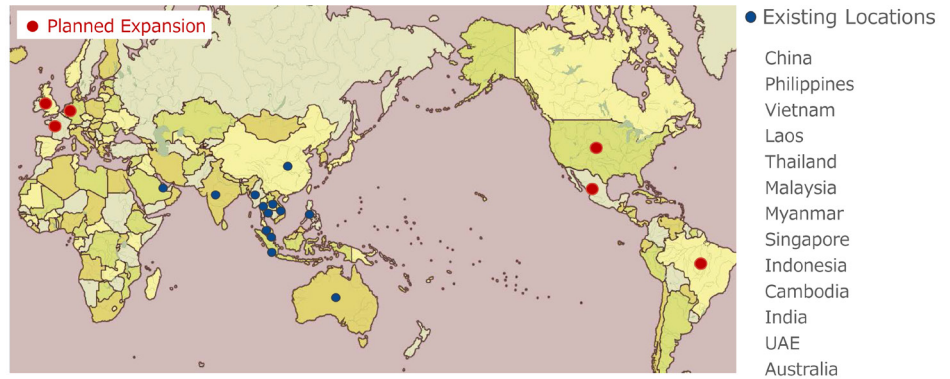 Planned Expansion
Existing Locations
China
Philippines
Vietnam
Laos
Thailand
Malaysia
Myanmar
Singapore
Indonesia
Cambodia
India
UAE
Australia